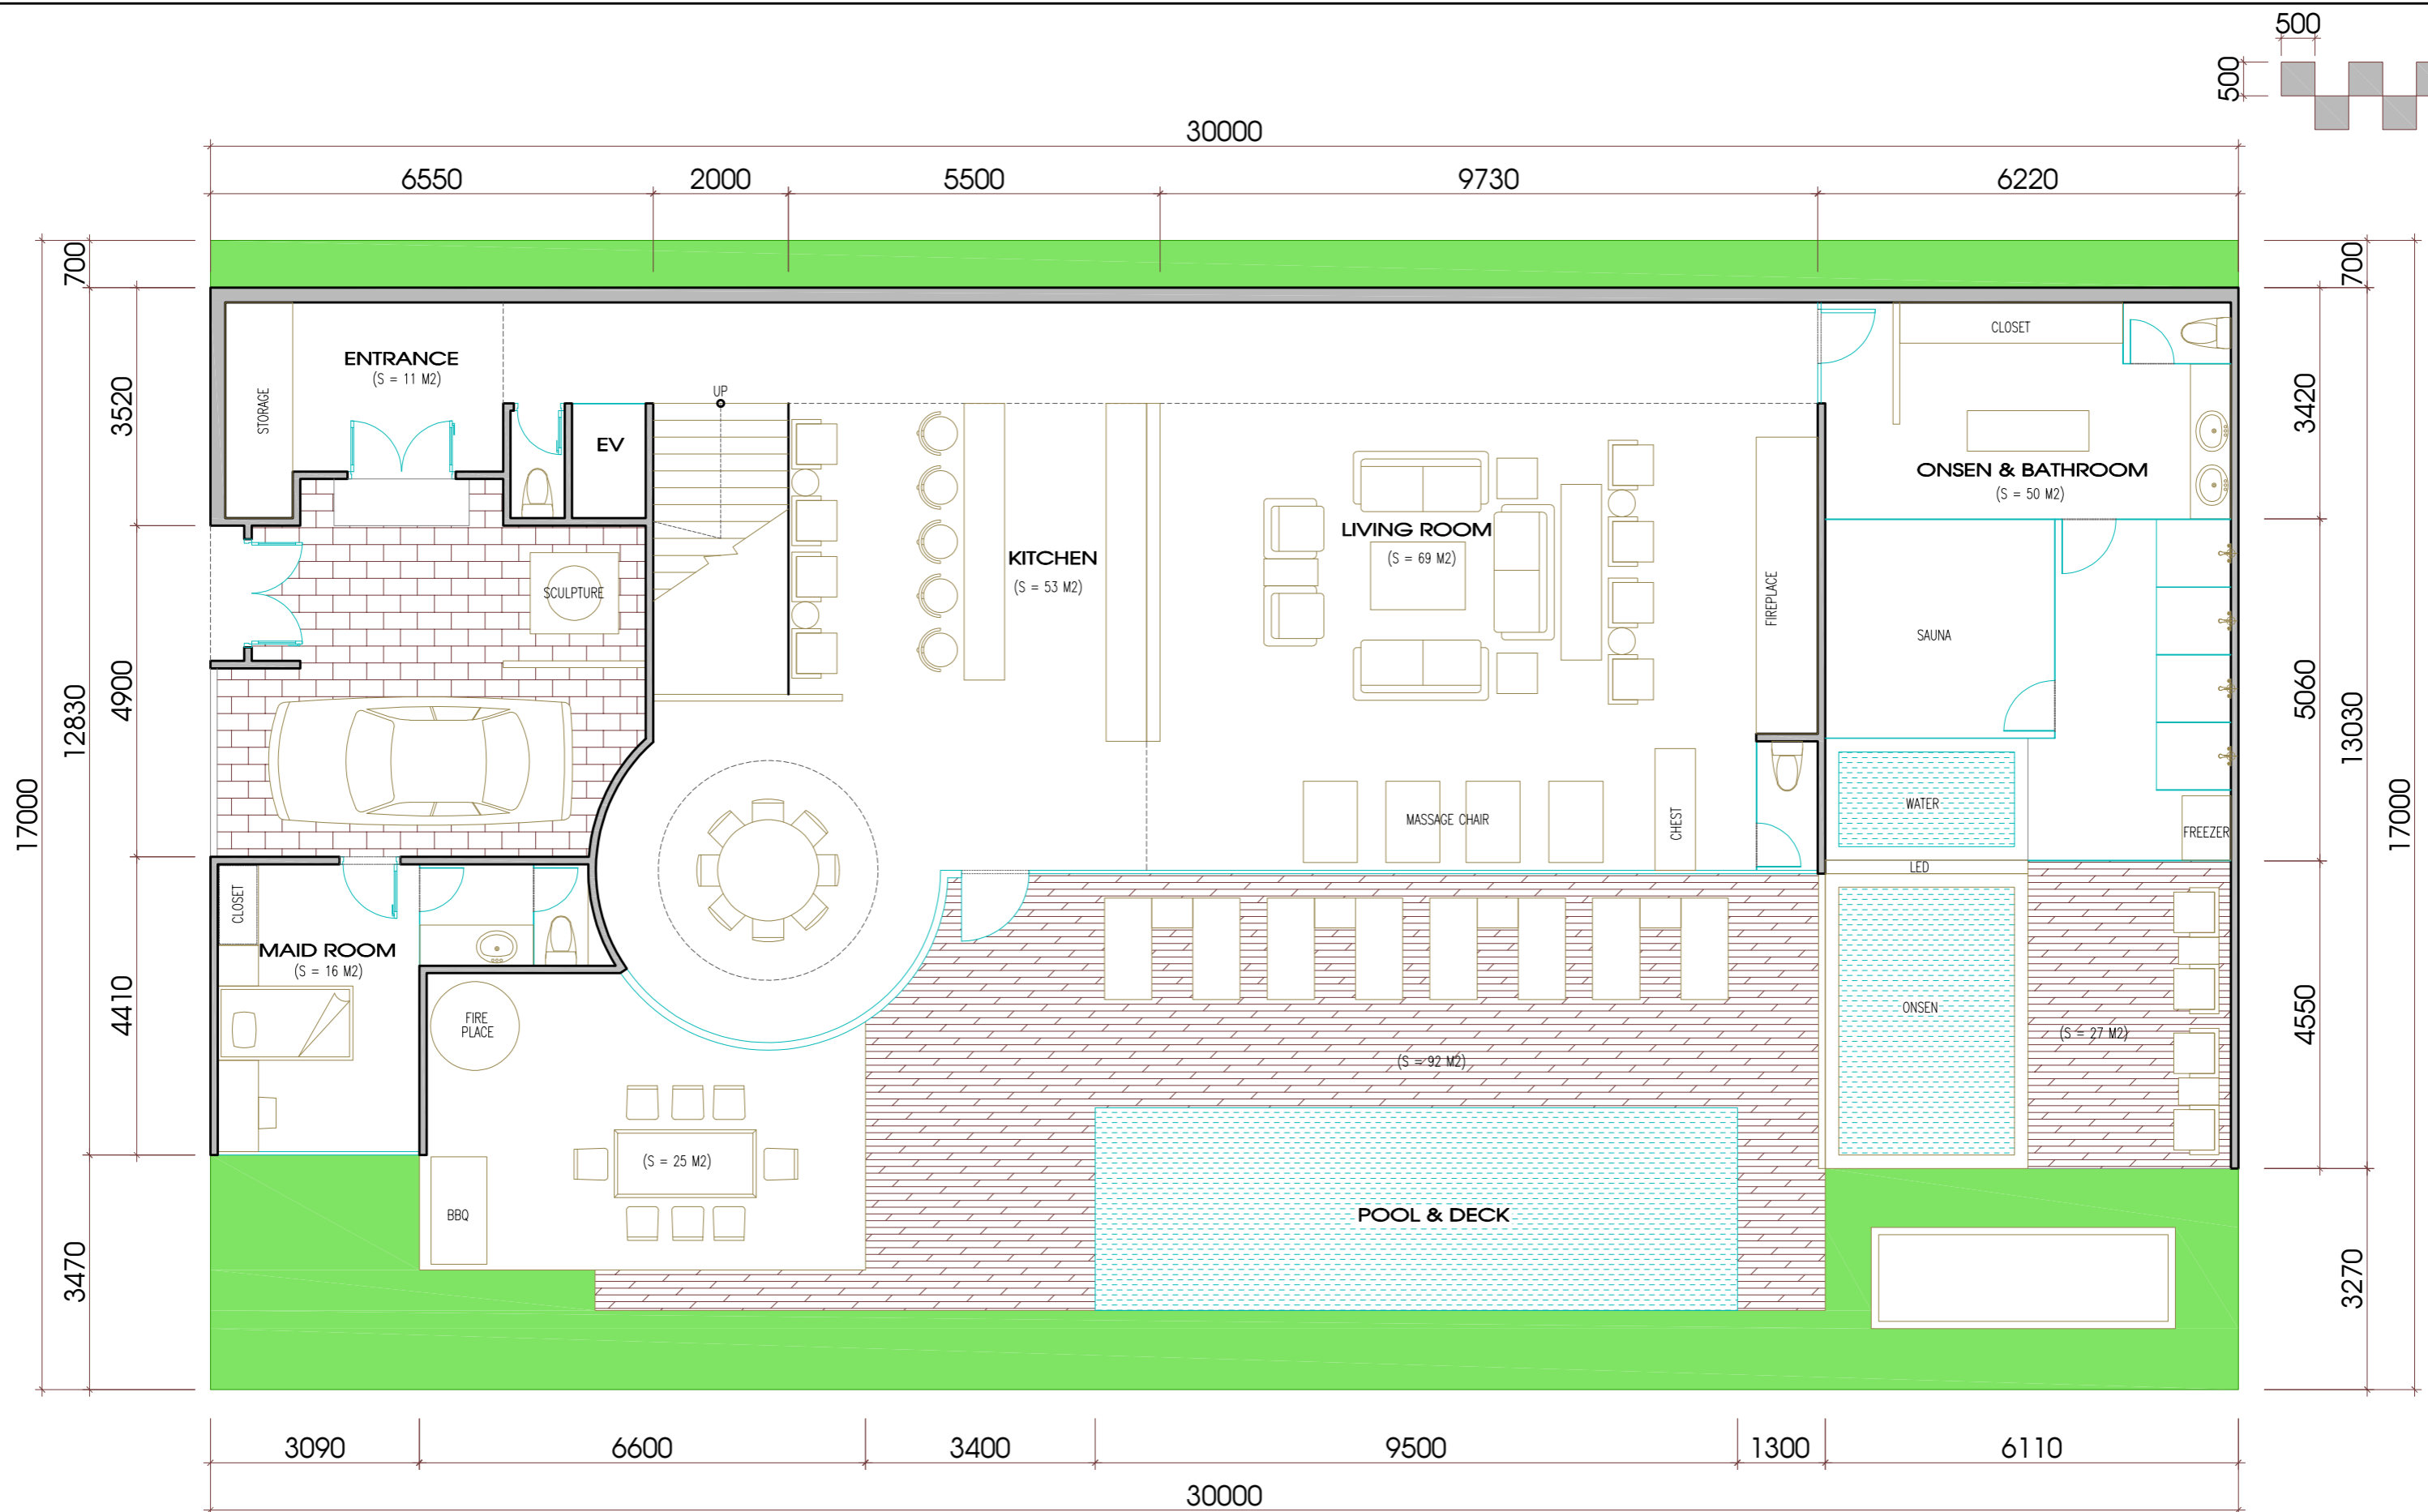 500
500
30000
6550
2000
5500
9730
6220
700
3520
12830
4900
17000
4410
3470
700
3420
5060
13030
17000
4550
3270
ENTRANCE
(S = 11 M2)
STORAGE
UP
EV
SCULPTURE
KITCHEN
(S = 53 M2)
LIVING ROOM
(S = 69 M2)
FIREPLACE
CLOSET
ONSEN & BATHROOM
(S = 50 M2)
SAUNA
WATER
FREEZER
LED
MASSAGE CHAIR
CHEST
CLOSET
MAID ROOM
(S = 16 M2)
FIRE
PLACE
ONSEN
(S = 27 M2)
(S = 92 M2)
(S = 25 M2)
BBQ
POOL & DECK
3090
6600
3400
9500
1300
6110
30000